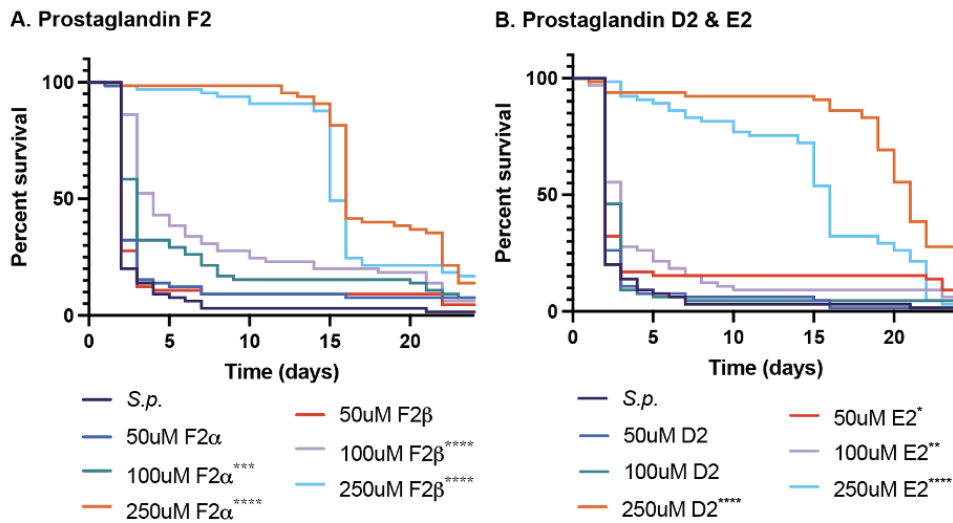 A. Prostaglandin F2
Percent survival
100
50
0
0 5 10 15 20
Time (days)
S.p.
50uM F2α
100uM F2α***
250uM F2α****
50uM F2β
100uM F2β****
250uM F2β****
B. Prostaglandin D2 & E2
Percent survival
100
50
0
0 5 10 15 20
Time (days)
S.p.
50uM D2
100uM D2
250uM D2****
50uM E2*
100uM E2**
250uM E2****